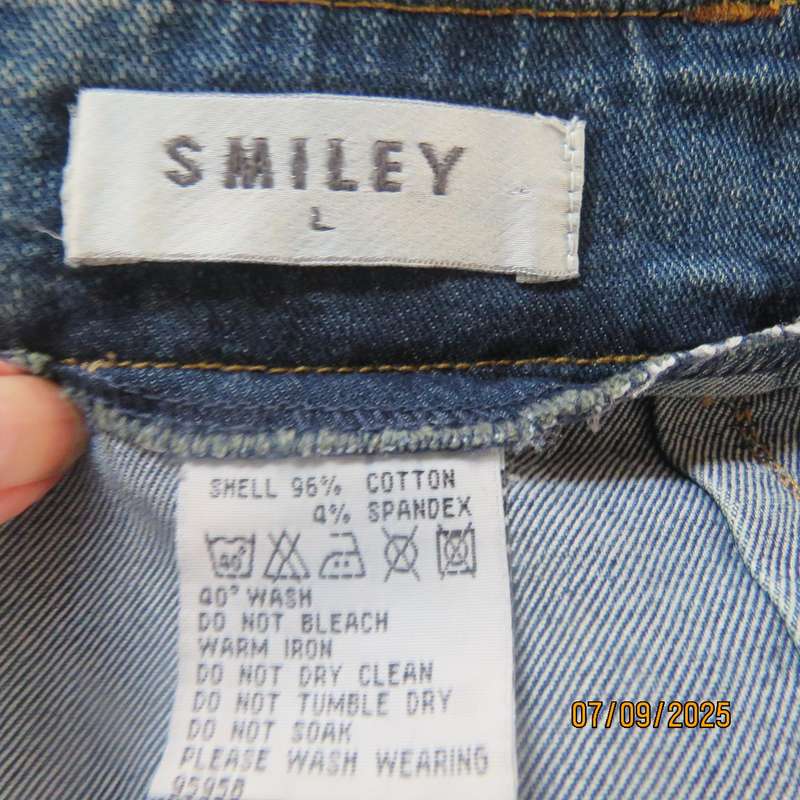 SMILEY
L
SHELL 96% COTTON
4% SPANDEX
40°
40° WASH
DO NOT BLEACH
WARM IRON
DO NOT DRY CLEAN
DO NOT TUMBLE DRY
DO NOT SOAK
PLEASE WASH WEARING
95958
07/09/2025